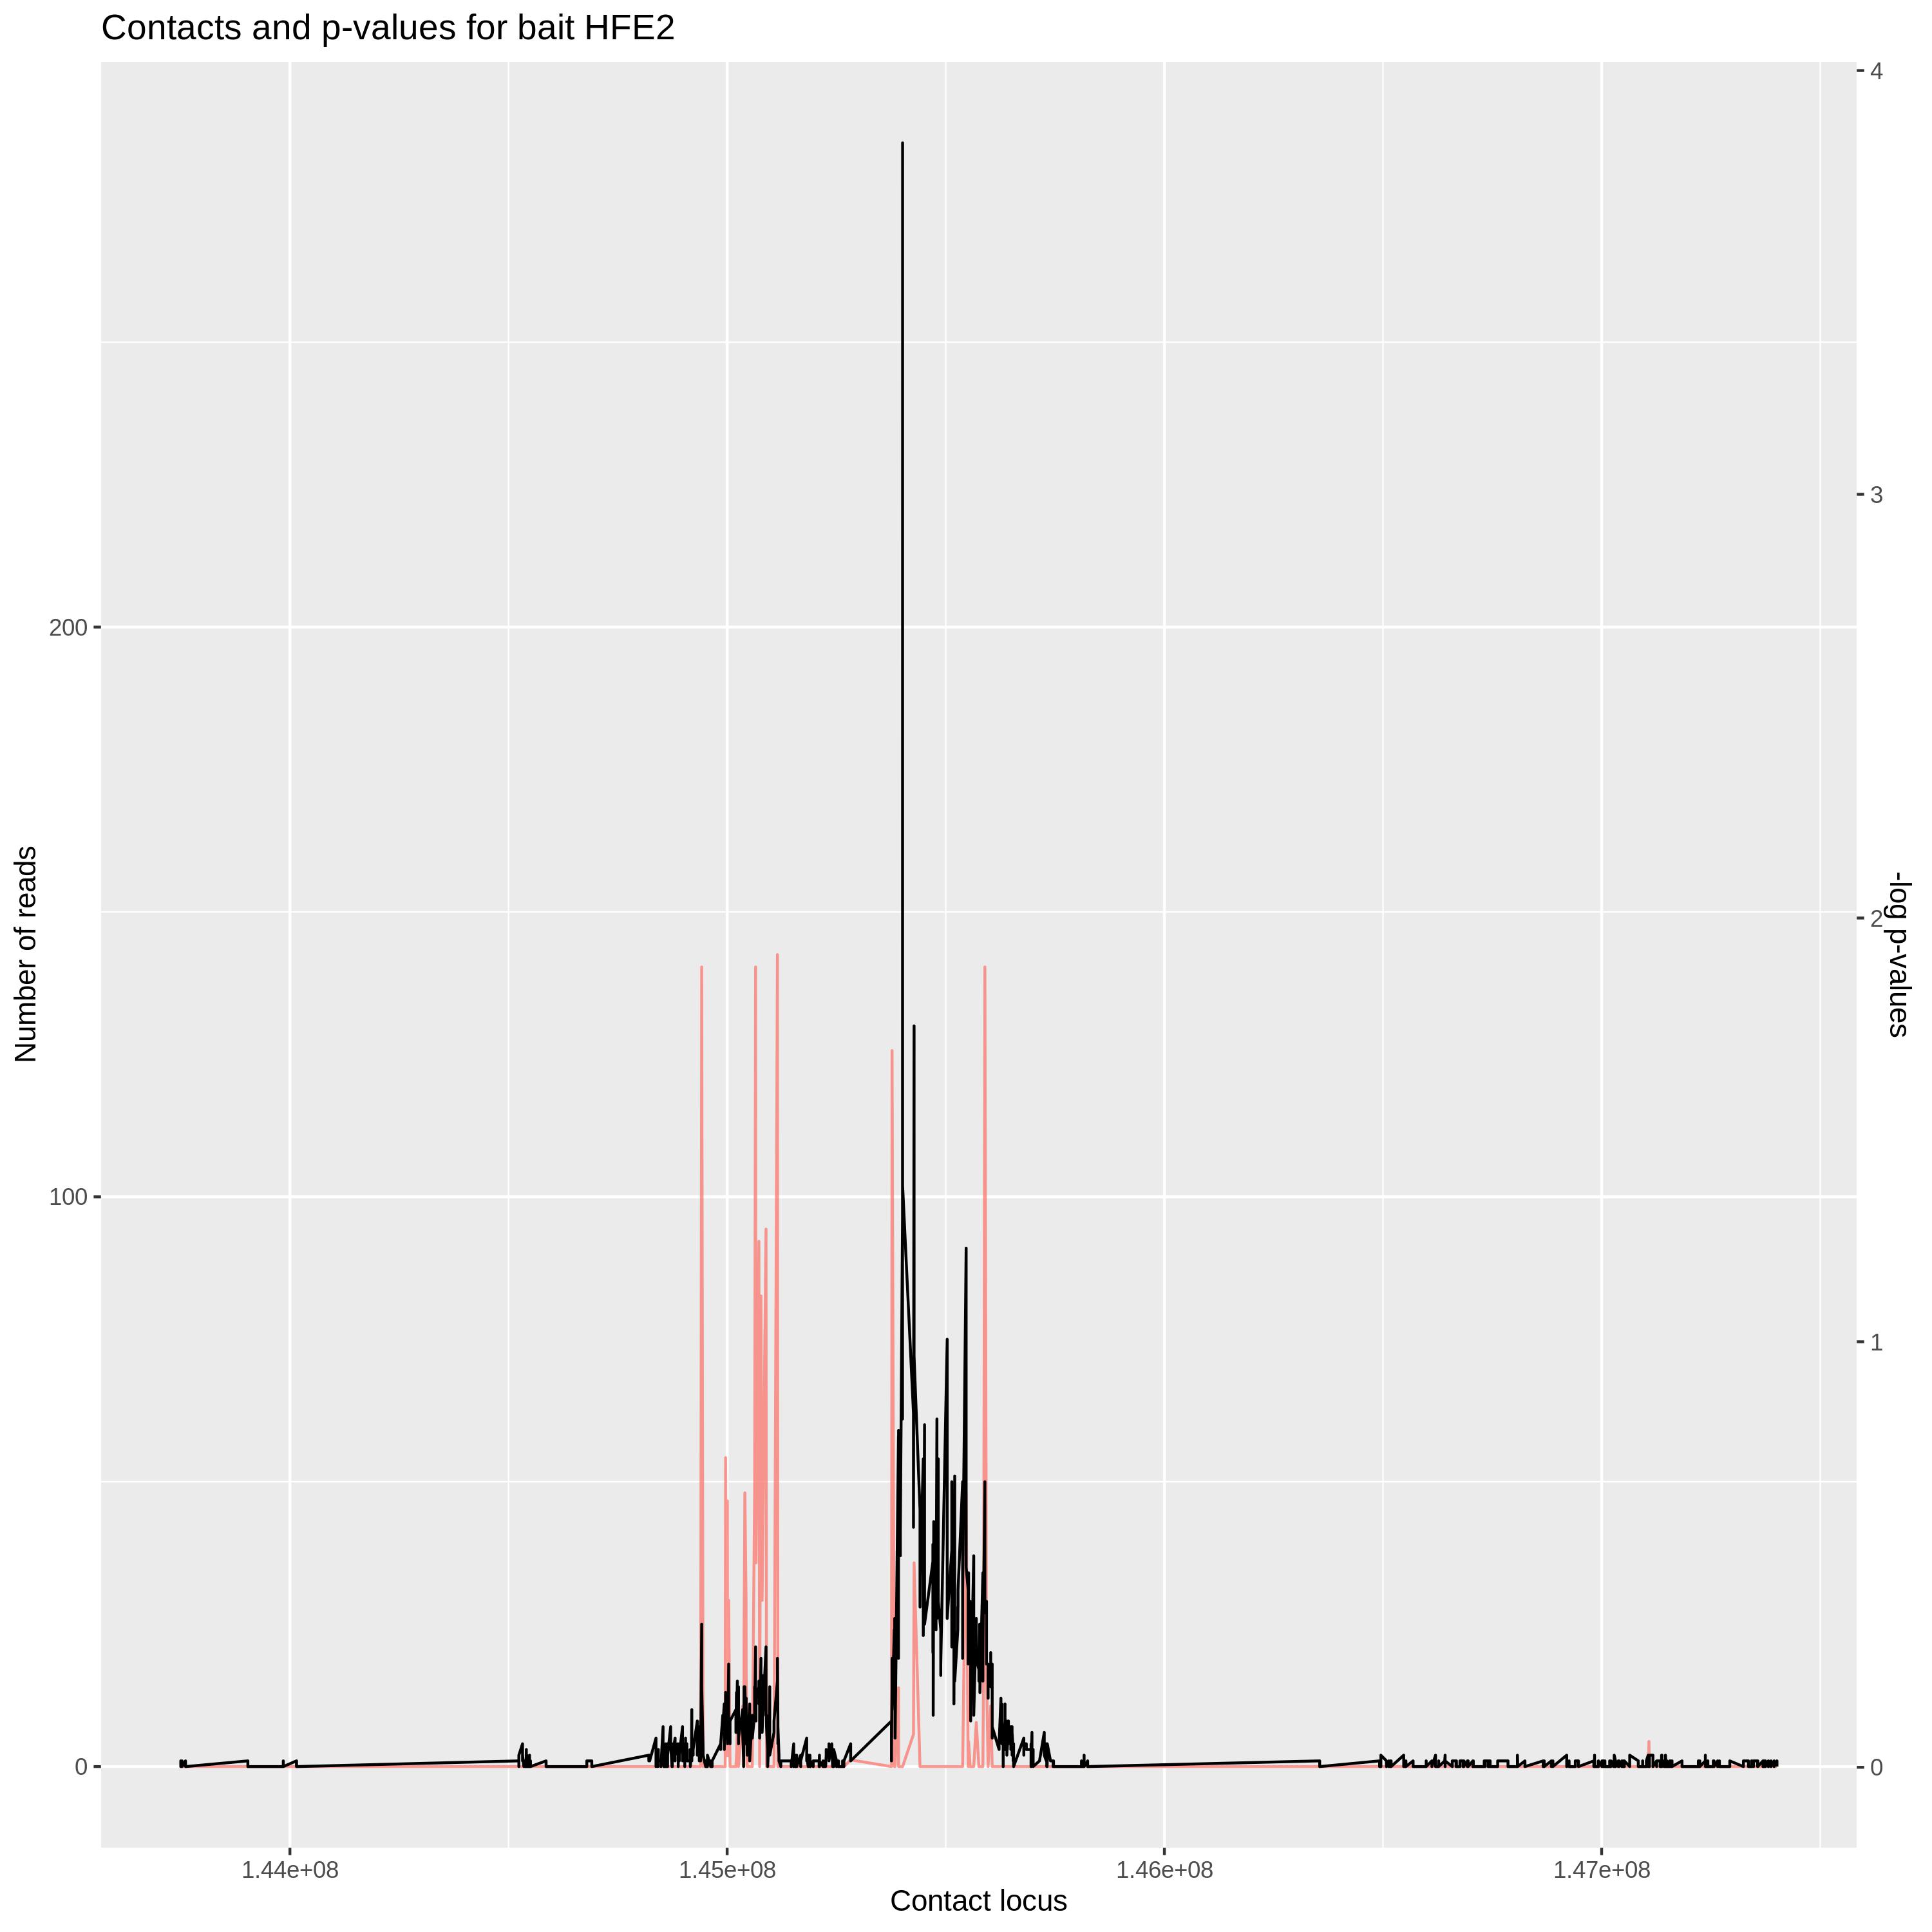 Contacts and p-values for bait HFE2
4
3
200
Number of reads
2
-log p-values
100
1
0
0
1.44e+08
1.45e+08
1.46e+08
1.47e+08
Contact locus